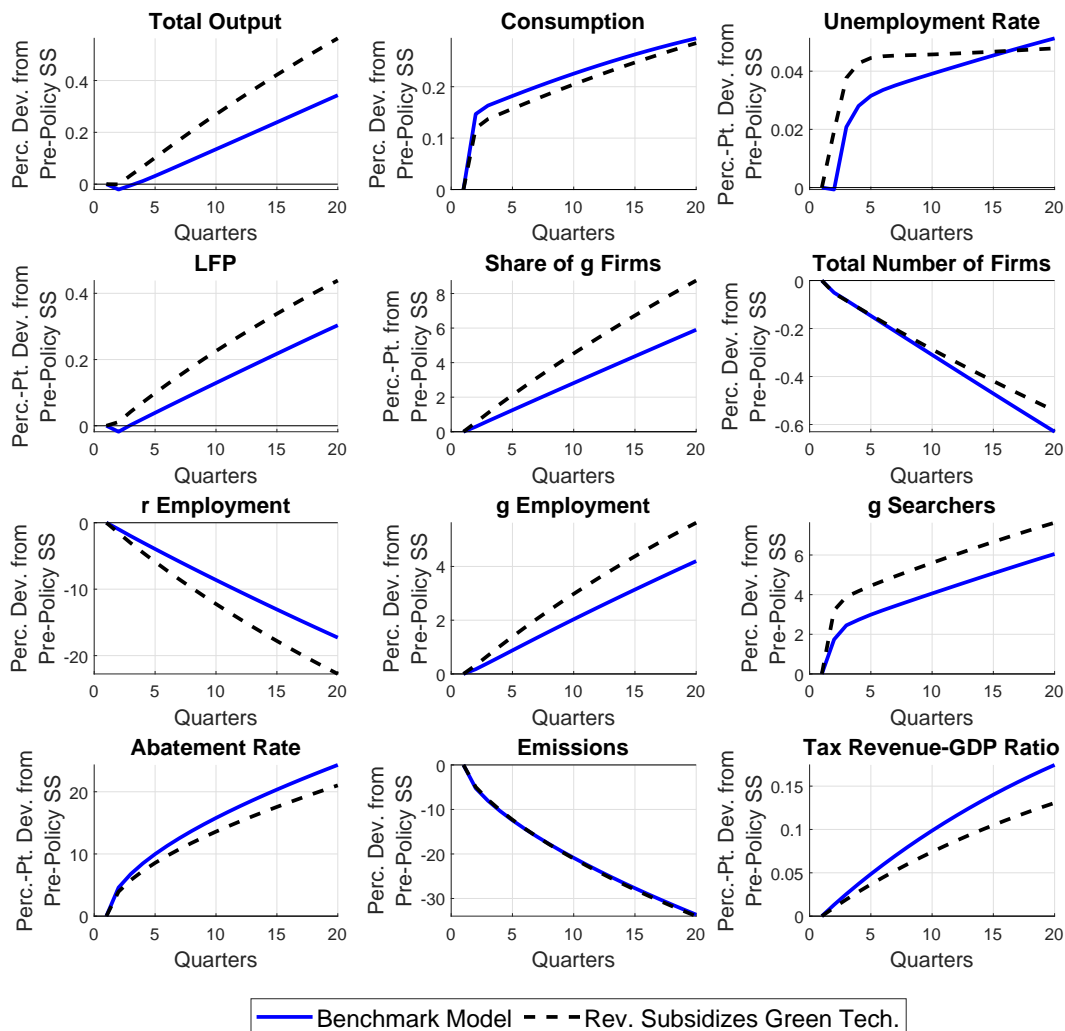 Total Output
Perc. Dev. from
Pre-Policy SS
0.4
0.2
0
0 5 10 15 20
Quarters
Consumption
Perc. Dev. from
Pre-Policy SS
0.2
0.1
0
0 5 10 15 20
Quarters
Unemployment Rate
Perc.-Pt. Dev. from
Pre-Policy SS
0.04
0.02
0
0 5 10 15 20
Quarters
LFP
Perc.-Pt. Dev. from
Pre-Policy SS
0.4
0.2
0
0 5 10 15 20
Quarters
Share of g Firms
Perc.-Pt. Dev. from
Pre-Policy SS
8
6
4
2
0
0 5 10 15 20
Quarters
Total Number of Firms
Perc. Dev. from
Pre-Policy SS
0
-0.2
-0.4
-0.6
0 5 10 15 20
Quarters
r Employment
Perc. Dev. from
Pre-Policy SS
0
-10
-20
0 5 10 15 20
Quarters
g Employment
Perc. Dev. from
Pre-Policy SS
4
2
0
0 5 10 15 20
Quarters
g Searchers
Perc. Dev. from
Pre-Policy SS
6
4
2
0
0 5 10 15 20
Quarters
Abatement Rate
Perc.-Pt. Dev. from
Pre-Policy SS
20
10
0
0 5 10 15 20
Quarters
Emissions
Perc. Dev. from
Pre-Policy SS
0
-10
-20
-30
0 5 10 15 20
Quarters
Tax Revenue-GDP Ratio
Perc.-Pt. Dev. from
Pre-Policy SS
0.15
0.1
0.05
0
0 5 10 15 20
Quarters
Benchmark Model Rev. Subsidizes Green Tech.